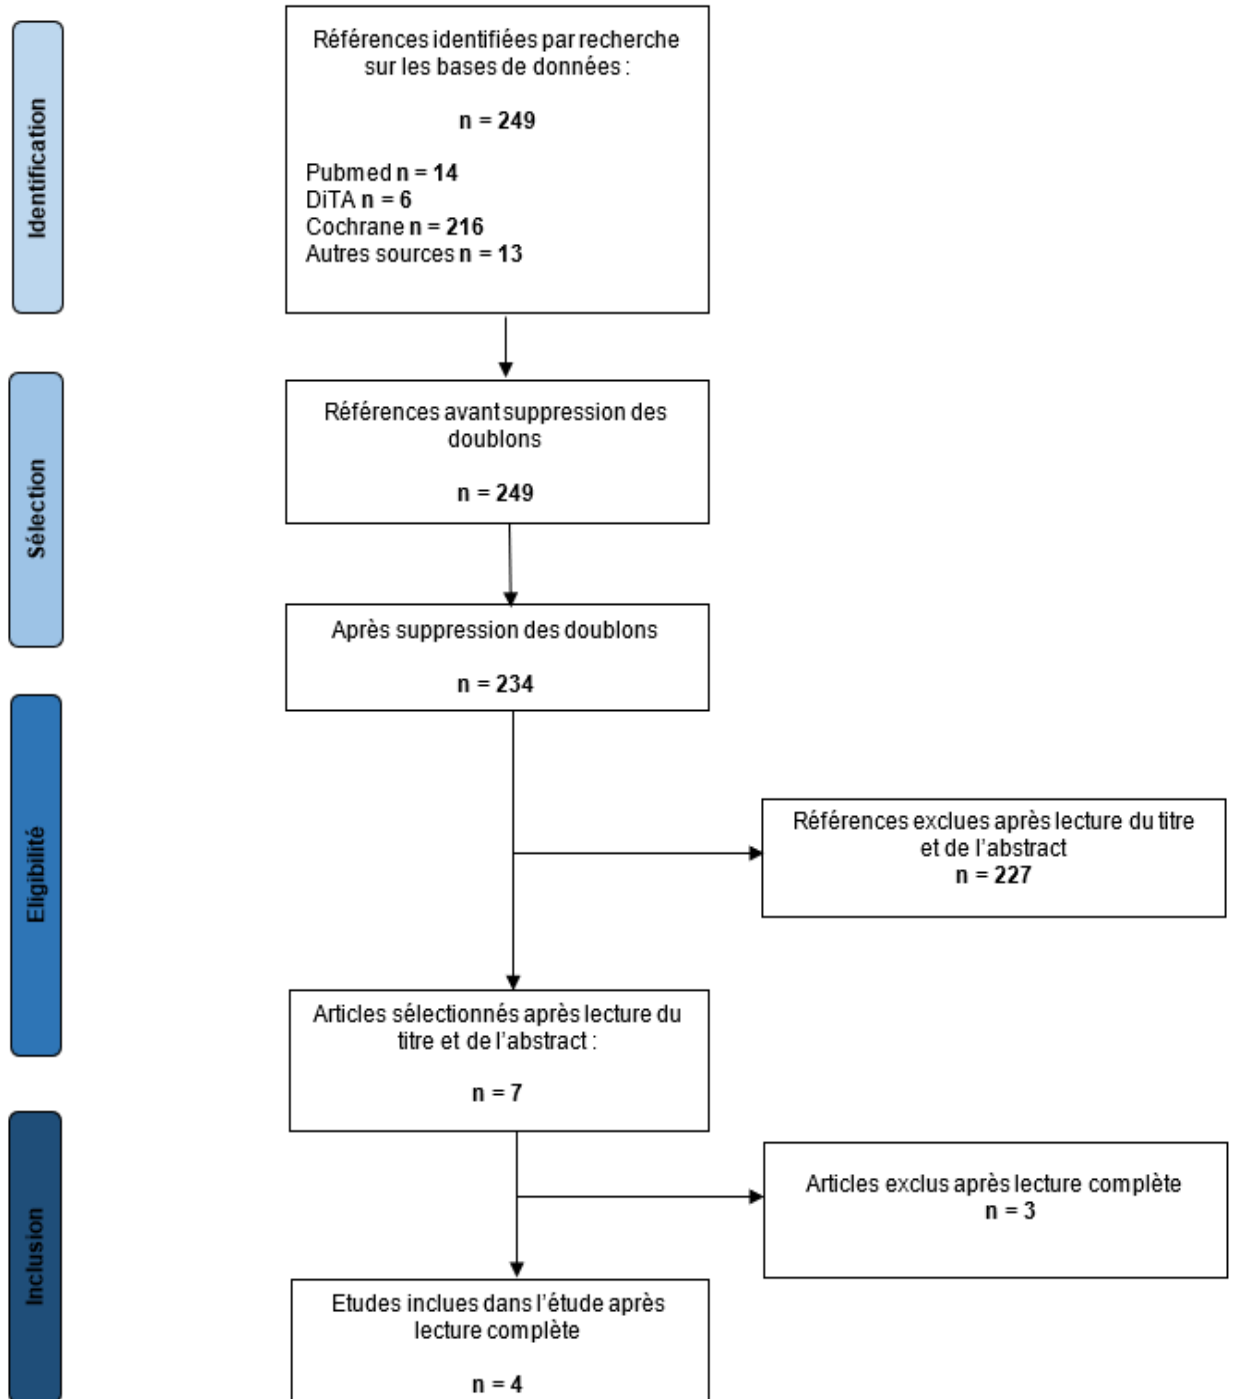 Identification
Références identifiées par recherche
sur les bases de données :
n = 249
Pubmed n = 14
DiTA n = 6
Cochrane n = 216
Autres sources n = 13
Sélection
Références avant suppression des
doublons
n = 249
Après suppression des doublons
n = 234
Eligibilité
Références exclues après lecture du titre
et de l'abstract
n = 227
Articles sélectionnés après lecture du
titre et de l'abstract :
n = 7
Inclusion
Articles exclus après lecture complète
n = 3
Etudes inclues dans l'étude après
lecture complète
n = 4